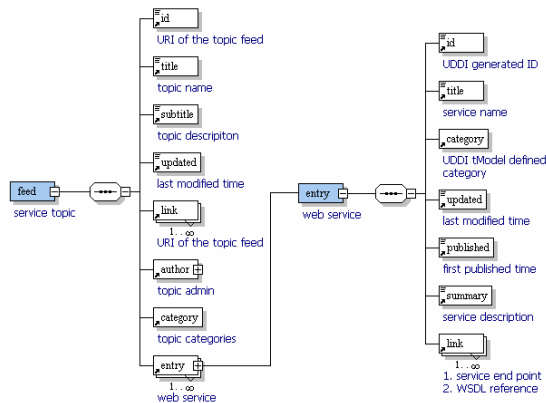 feed
service topic
id
URI of the topic feed
title
topic name
subtitle
topic descripiton
updated
last modified time
link
1..∞
URI of the topic feed
author
topic admin
category
topic categories
entry
1..∞
web service
entry
web service
id
UDDI generated ID
title
service name
category
UDDI tModel defined
category
updated
last modified time
published
first published time
summary
service description
link
1..∞
1. service end point
2. WSDL reference